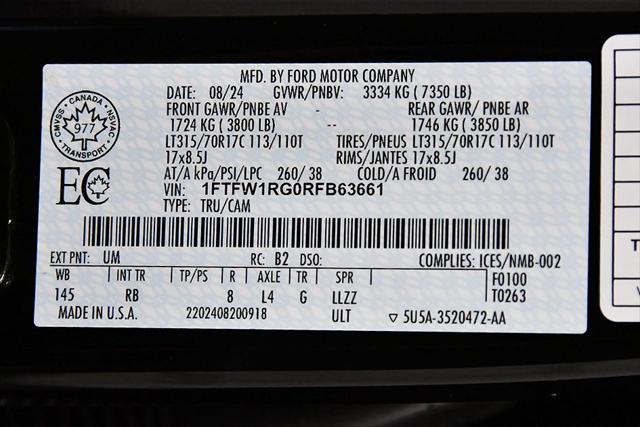 MFD. BY FORD MOTOR COMPANY
DATE: 08/24 GVWR/PNBV: 3334 KG ( 7350 LB)
FRONT GAWR/PNBE AV - REAR GAWR/ PNBE AR
1724 KG ( 3800 LB) -- 1746 KG ( 3850 LB)
LT315/70R17C 113/110T TIRES/PNEUS LT315/70R17C 113/110T
17x8.5J RIMS/JANTES 17x8.5J
AT/A kPa/PSI/LPC 260/ 38 COLD/A FROID 260/ 38
VIN: 1FTFW1RG0RFB63661
TYPE: TRU/CAM
CANADA
CMVSS NSVAC
977
TRANSPORT
EC
EXT PNT: UM RC: B2 DSO: COMPLIES: ICES/NMB-002
WB INT TR TP/PS R AXLE TR SPR F0100
145 RB 8 L4 G LLZZ T0263
MADE IN U.S.A. 2202408200918 ULT ▽ 5U5A-3520472-AA